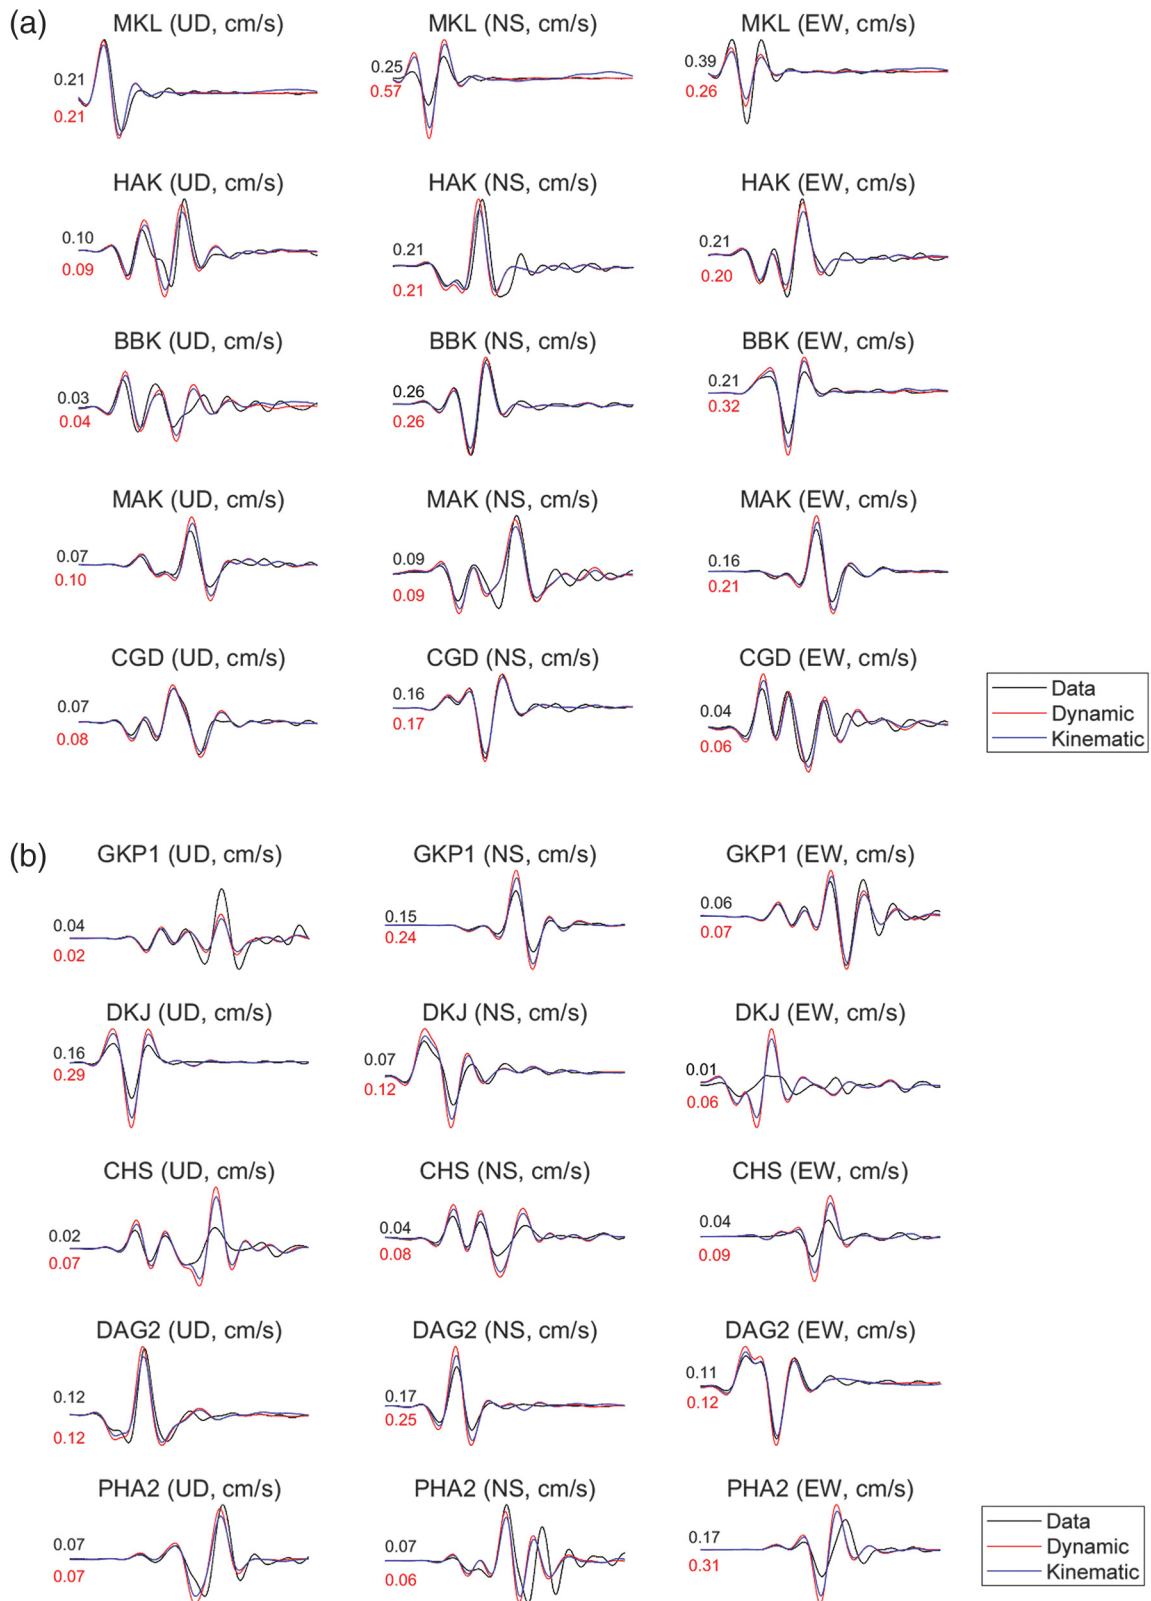 (a)
MKL (UD, cm/s) MKL (NS, cm/s) MKL (EW, cm/s)
0.21 0.25 0.39
0.21 0.57 0.26
HAK (UD, cm/s) HAK (NS, cm/s) HAK (EW, cm/s)
0.10 0.21 0.21
0.09 0.21 0.20
BBK (UD, cm/s) BBK (NS, cm/s) BBK (EW, cm/s)
0.03 0.26 0.21
0.04 0.26 0.32
MAK (UD, cm/s) MAK (NS, cm/s) MAK (EW, cm/s)
0.07 0.09 0.16
0.10 0.09 0.21
CGD (UD, cm/s) CGD (NS, cm/s) CGD (EW, cm/s)
0.07 0.16 0.04
0.08 0.17 0.06
Data
Dynamic
Kinematic
(b)
GKP1 (UD, cm/s) GKP1 (NS, cm/s) GKP1 (EW, cm/s)
0.04 0.15 0.06
0.02 0.24 0.07
DKJ (UD, cm/s) DKJ (NS, cm/s) DKJ (EW, cm/s)
0.16 0.07 0.01
0.29 0.12 0.06
CHS (UD, cm/s) CHS (NS, cm/s) CHS (EW, cm/s)
0.02 0.04 0.04
0.07 0.08 0.09
DAG2 (UD, cm/s) DAG2 (NS, cm/s) DAG2 (EW, cm/s)
0.12 0.17 0.11
0.12 0.25 0.12
PHA2 (UD, cm/s) PHA2 (NS, cm/s) PHA2 (EW, cm/s)
0.07 0.07 0.17
0.07 0.06 0.31
Data
Dynamic
Kinematic